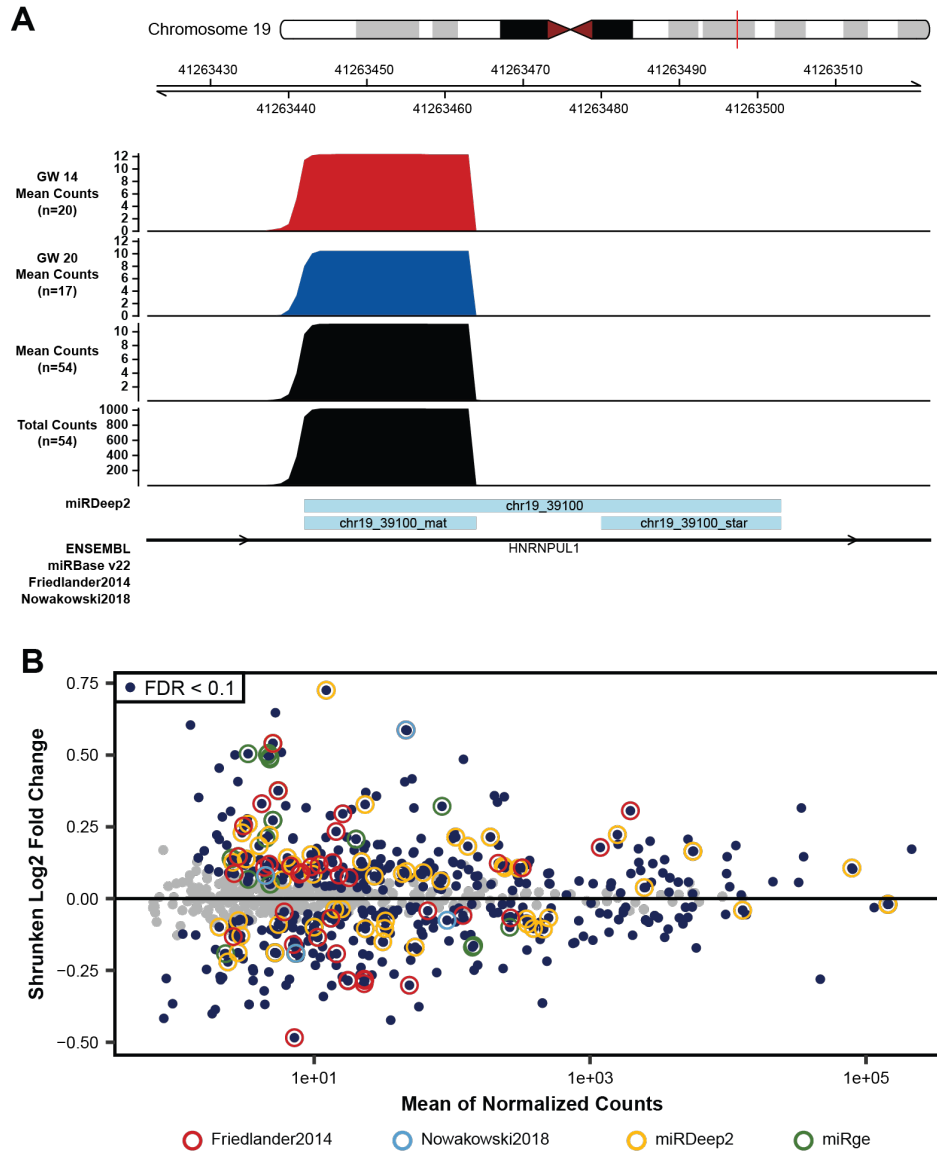 A
Chromosome 19
41263430 41263450 41263470 41263490 41263510
41263440 41263460 41263480 41263500
GW 14
Mean Counts
(n=20)
12
10
8
6
4
2
0
GW 20
Mean Counts
(n=17)
12
10
8
6
4
2
0
Mean Counts
(n=54)
10
8
6
4
2
Total Counts
(n=54)
1000
800
600
400
200
miRDeep2
chr19_39100
chr19_39100_mat chr19_39100_star
HNRNPUL1
ENSEMBL
miRBase v22
Friedlander2014
Nowakowski2018
B
FDR < 0.1
Shrunken Log2 Fold Change
0.75
0.50
0.25
0.00
−0.25
−0.50
1e+01 1e+03 1e+05
Mean of Normalized Counts
Friedlander2014 Nowakowski2018 miRDeep2 miRge